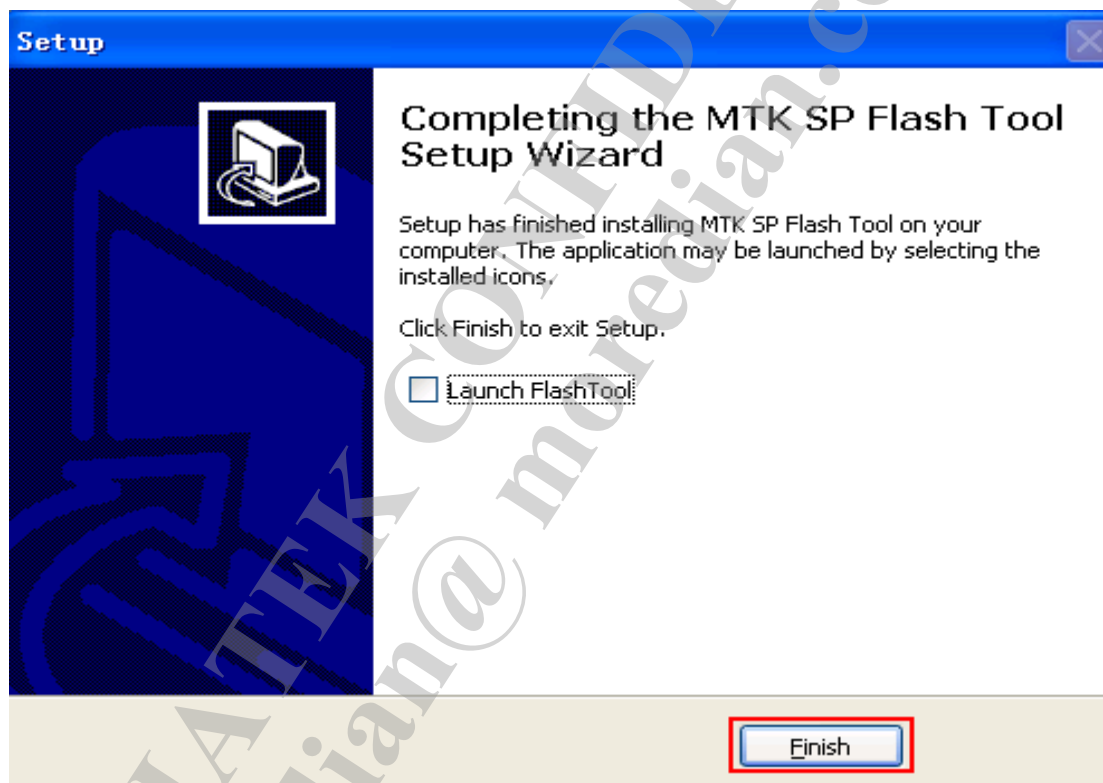 Setup
Completing the MTK SP Flash Tool
Setup Wizard
Setup has finished installing MTK SP Flash Tool on your
computer. The application may be launched by selecting the
installed icons.
Click Finish to exit Setup.
Launch FlashTool
Finish